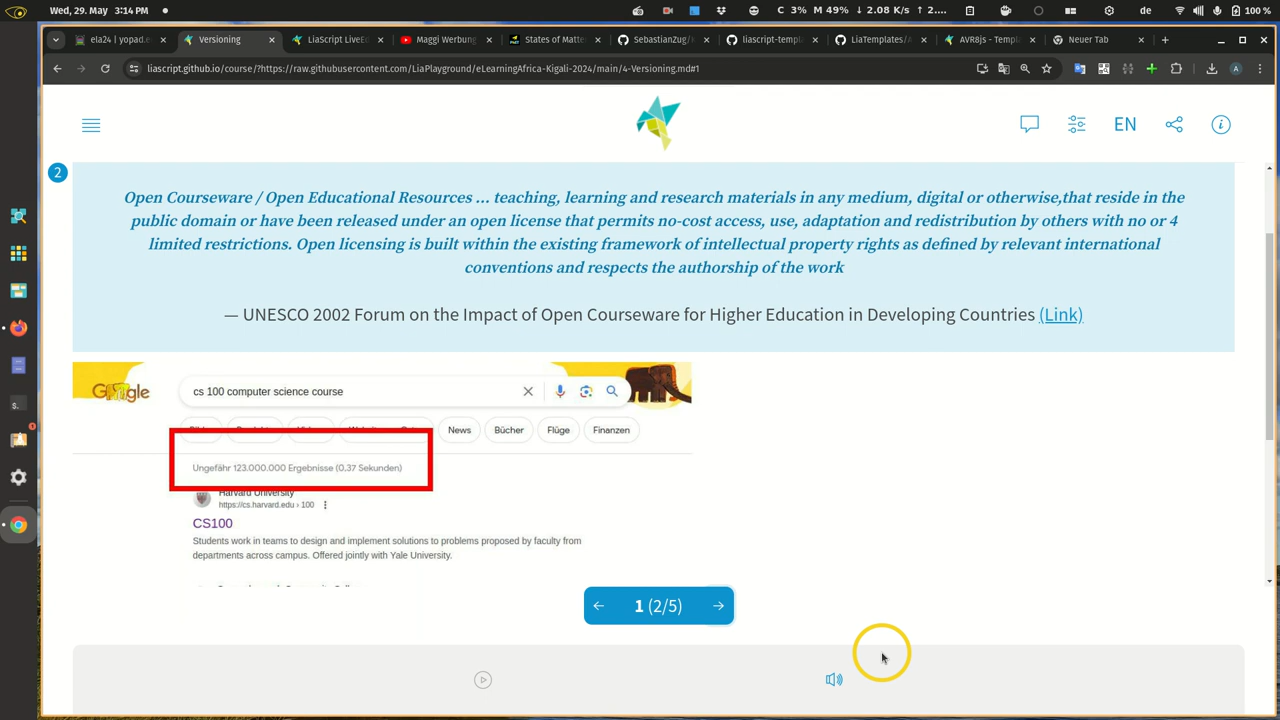 Wed, 29. May 3:14 PM
C 3% M 49% ↓ 2.08 K/s ↑ 2.... de 100 %
ela24 | yopad.e
Versioning
LiaScript LiveEd
Maggi Werbung
States of Matte
SebastianZug/
liascript-templ
LiaTemplates/A
AVR8js - Templ
Neuer Tab
liascript.github.io/course/?https://raw.githubusercontent.com/LiaPlayground/eLearningAfrica-Kigali-2024/main/4-Versioning.md#1
EN
2
Open Courseware / Open Educational Resources ... teaching, learning and research materials in any medium, digital or otherwise,that reside in the
public domain or have been released under an open license that permits no-cost access, use, adaptation and redistribution by others with no or 4
limited restrictions. Open licensing is built within the existing framework of intellectual property rights as defined by relevant international
conventions and respects the authorship of the work
— UNESCO 2002 Forum on the Impact of Open Courseware for Higher Education in Developing Countries (Link)
cs 100 computer science course
News
Bücher
Flüge
Finanzen
Ungefähr 123.000.000 Ergebnisse (0,37 Sekunden)
Harvard University
https://cs.harvard.edu › 100
CS100
Students work in teams to design and implement solutions to problems proposed by faculty from
departments across campus. Offered jointly with Yale University.
1 (2/5)